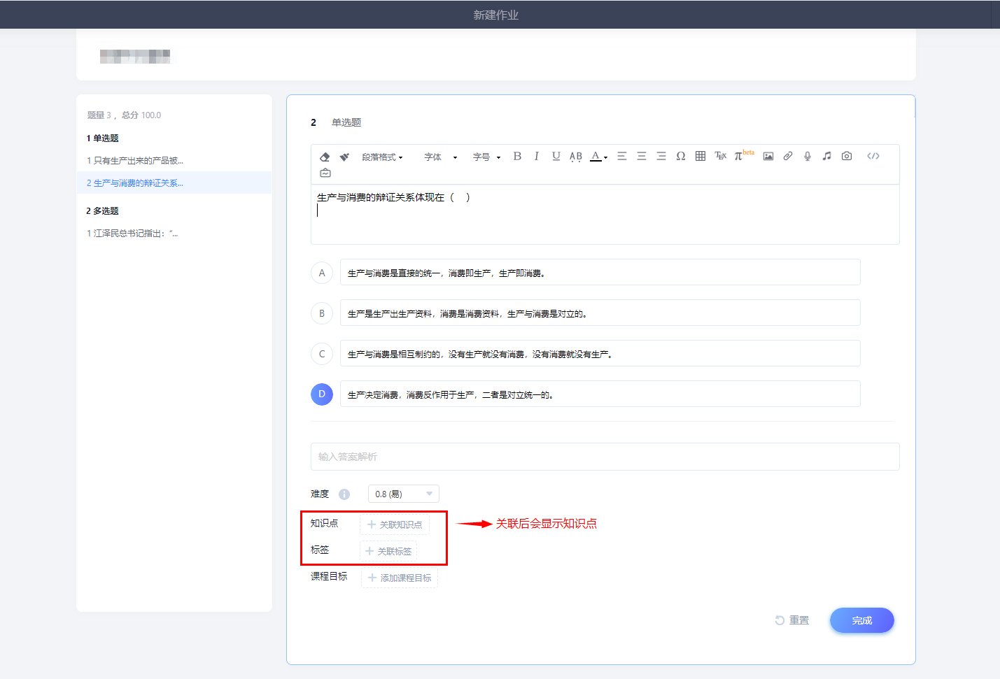 新建作业
题量 3 ，总分 100.0
1 单选题
1 只有生产出来的产品被...
2 生产与消费的辩证关系...
2 多选题
1 江泽民总书记指出：“...
2 单选题
段落格式 字体 字号 B I U AB A Ω TEX π beta </>
生产与消费的辩证关系体现在（ ）
A 生产与消费是直接的统一，消费即生产，生产即消费。
B 生产是生产出生产资料，消费是消费资料，生产与消费是对立的。
C 生产与消费是相互制约的，没有生产就没有消费，没有消费就没有生产。
D 生产决定消费，消费反作用于生产，二者是对立统一的。
输入答案解析
难度 0.8 (易)
知识点 + 关联知识点 关联后会显示知识点
标签 + 关联标签
课程目标 + 添加课程目标
重置 完成